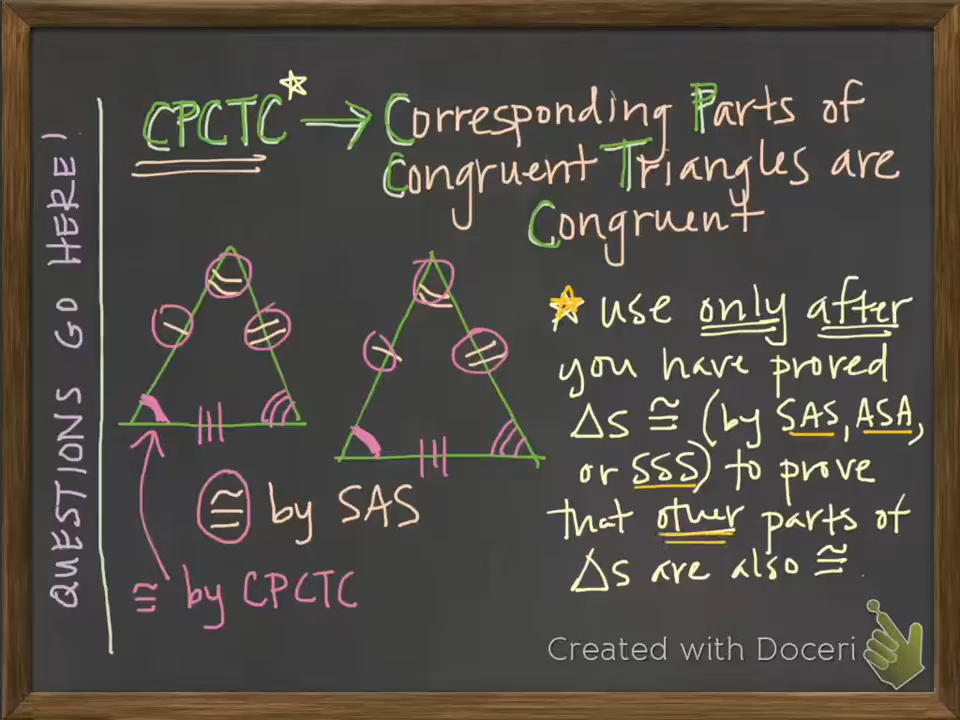 QUESTIONS GO HERE!
CPCTC → Corresponding Parts of
Congruent Triangles are
Congruent
use only after
you have proved
Δs ≅ (by SAS, ASA,
or SSS) to prove
that other parts of
Δs are also ≅.
≅ by SAS
≅ by CPCTC
Created with Doceri